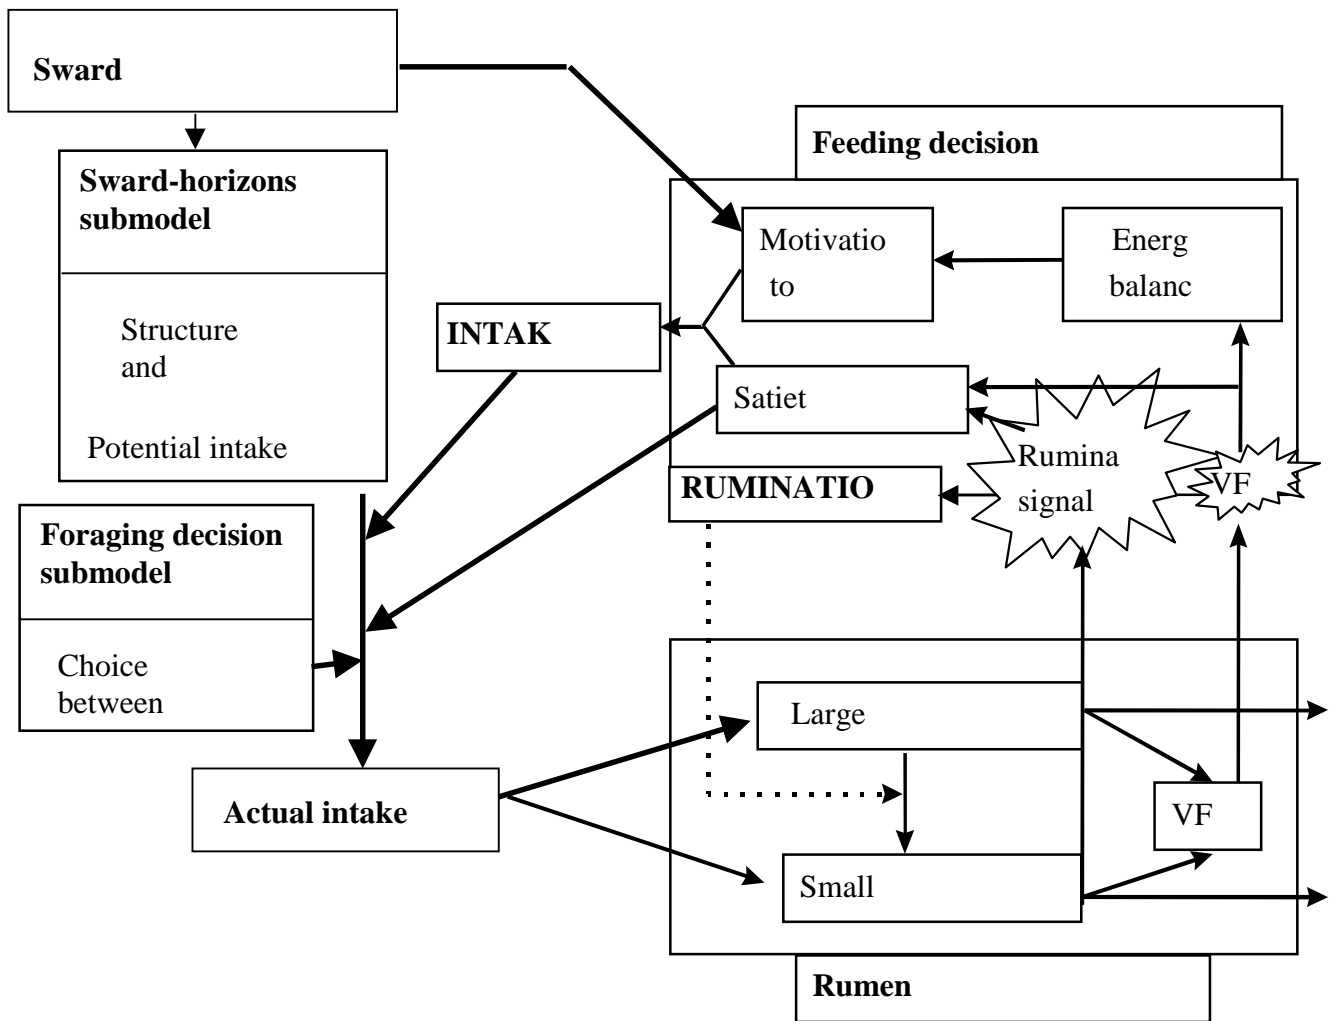 Sward
Sward-horizons
submodel
Structure
and
Potential intake
Foraging decision
submodel
Choice
between
Actual intake
INTAK
Feeding decision
Motivatio
to
Energ
balanc
Satiet
RUMINATIO
Rumina
signal
VF
Large
VF
Small
Rumen